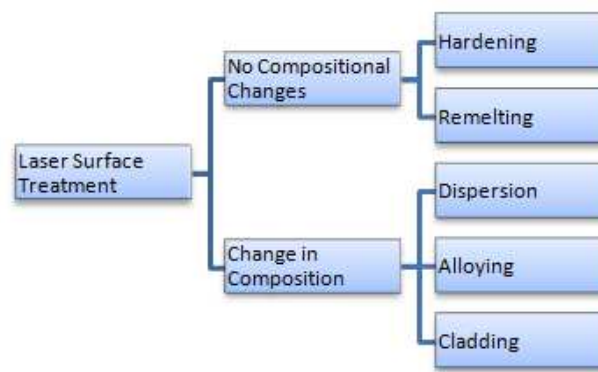 Laser Surface
Treatment
No Compositional
Changes
Hardening
Remelting
Change in
Composition
Dispersion
Alloying
Cladding